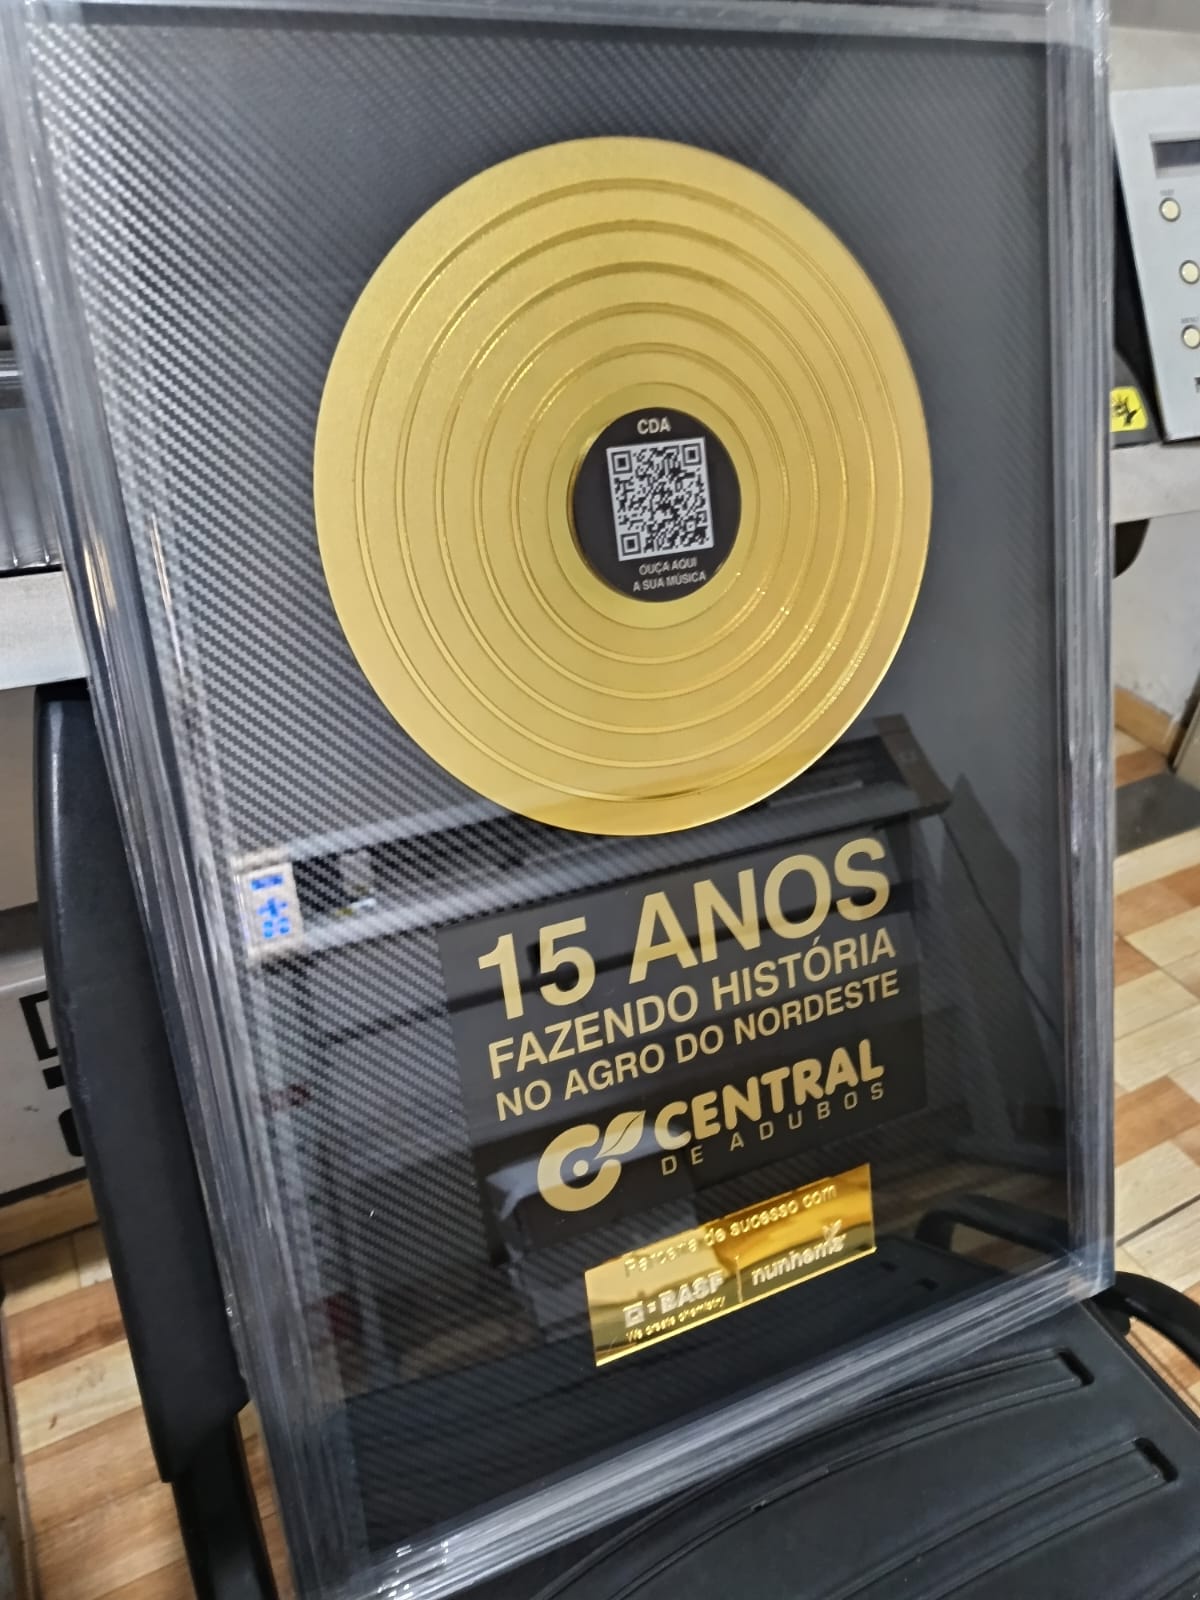 CDA
OUÇA AQUI
A SUA MÚSICA
15 ANOS
FAZENDO HISTÓRIA
NO AGRO DO NORDESTE
CENTRAL
DE ADUBOS
Parceria de sucesso com
BASF
We create chemistry
nunhems